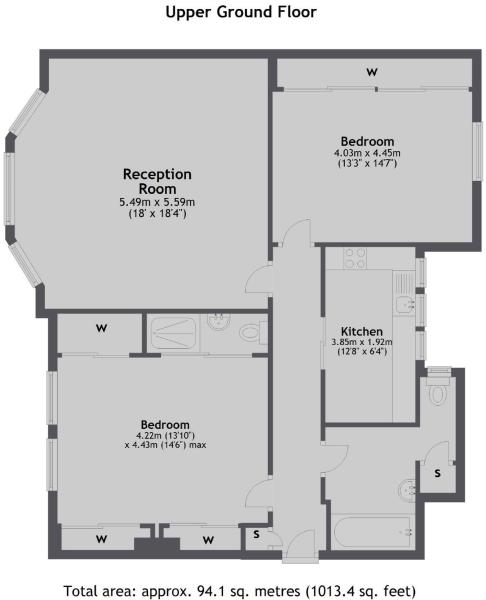 Upper Ground Floor
W
Bedroom
4.03m x 4.45m
(13'3" x 14'7")
Reception
Room
5.49m x 5.59m
(18' x 18'4")
W
Kitchen
3.85m x 1.92m
(12'8" x 6'4")
Bedroom
4.22m (13'10")
x 4.43m (14'6") max
S
W
W
S
Total area: approx. 94.1 sq. metres (1013.4 sq. feet)